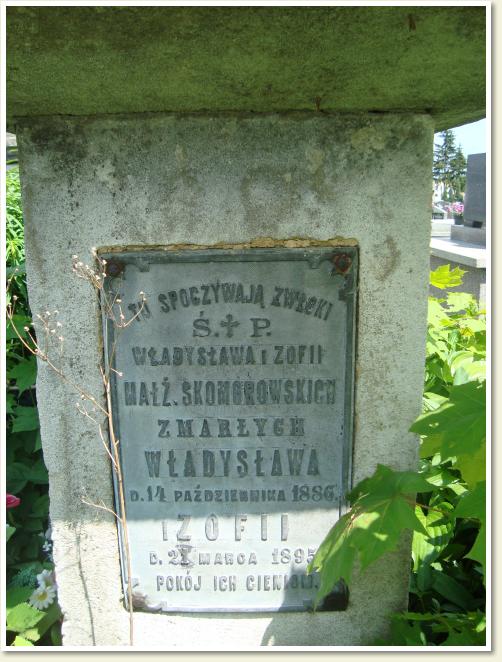 TU SPOCZYWAJĄ ZWŁOKI
Ś. † P.
WŁADYSŁAWA I ZOFII
MAŁŻ. SKOMOROWSKICH
ZMARŁYCH
WŁADYSŁAWA
D. 14 PAŹDZIERNIKA 1886.
I ZOFII
D. MARCA 1895
POKÓJ ICH CIENIOM.